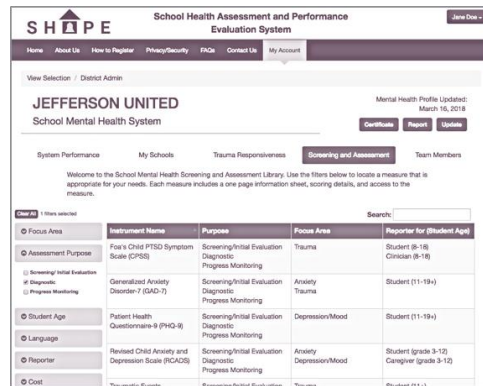 SHAPE
School Health Assessment and Performance
Evaluation System
Jane Doe
Home About Us How to Register Privacy/Security FAQs Contact Us My Account
View Selection / District Admin
JEFFERSON UNITED
School Mental Health System
Mental Health Profile Updated:
March 16, 2018
Certificate Report Update
System Performance My Schools Trauma Responsiveness Screening and Assessment Team Members
Welcome to the School Mental Health Screening and Assessment Library. Use the filters below to locate a measure that is
appropriate for your needs. Each measure includes a one page information sheet, scoring details, and access to the
measure.
Clear All 1 filters selected
Search:
Focus Area
Assessment Purpose
Screening/ Initial Evaluation
Diagnostic
Progress Monitoring
Student Age
Language
Reporter
Cost
Instrument Name Purpose Focus Area Reporter for (Student Age)
Foa's Child PTSD Symptom Screening/Initial Evaluation Trauma Student (8-18)
Scale (CPSS) Diagnostic Clinician (8-18)
Progress Monitoring
Generalized Anxiety Screening/Initial Evaluation Anxiety Student (11-19+)
Disorder-7 (GAD-7) Diagnostic Trauma
Progress Monitoring
Patient Health Screening/Initial Evaluation Depression/Mood Student (11-19+)
Questionnaire-9 (PHQ-9) Diagnostic
Progress Monitoring
Revised Child Anxiety and Screening/Initial Evaluation Anxiety Student (grade 3-12)
Depression Scale (RCADS) Diagnostic Depression/Mood Caregiver (grade 3-12)
Progress Monitoring
Traumatic Events Screening/Initial Evaluation Trauma Student (11+)